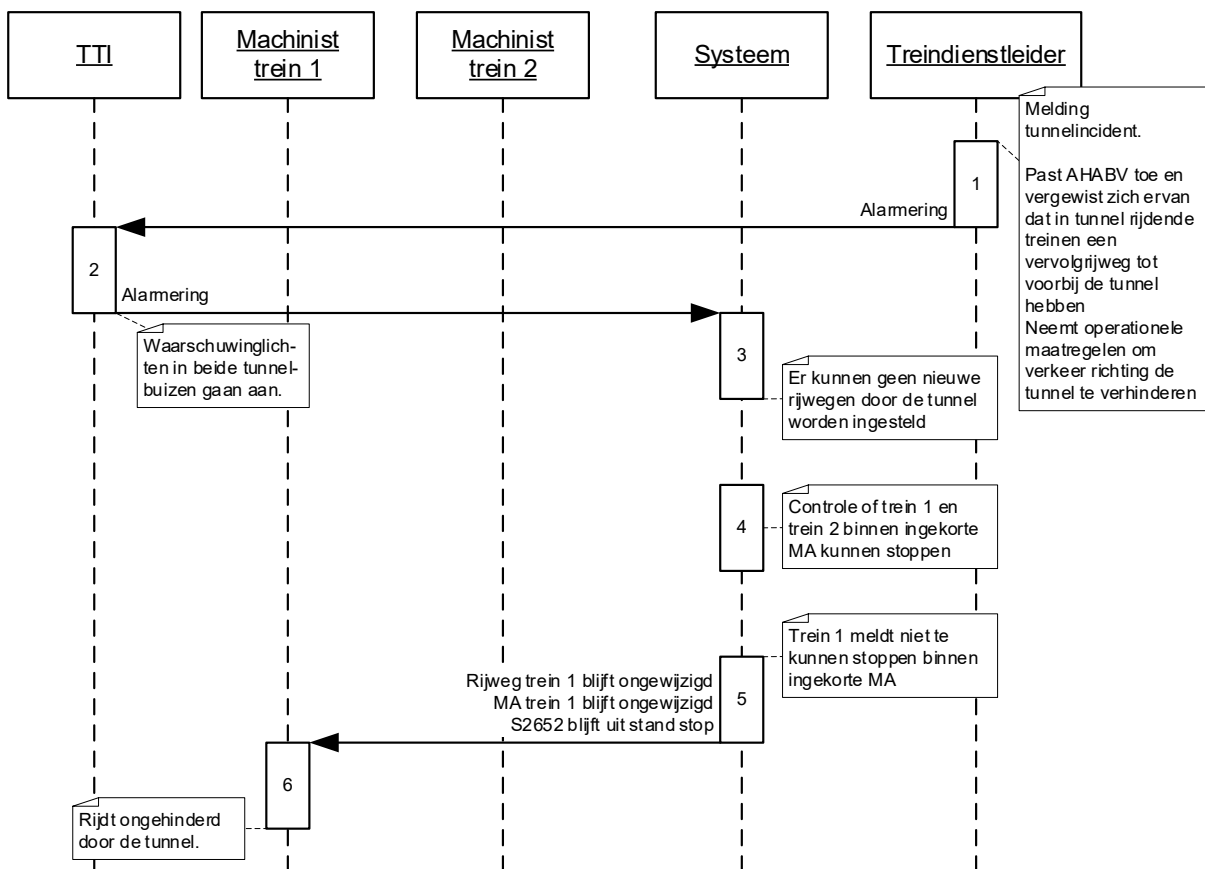 TTI
Machinist
trein 1
Machinist
trein 2
Systeem
Treindienstleider
Melding
tunnelincident.
Past AHABV toe en
vergewist zich ervan
dat in tunnel rijdende
treinen een
vervolgrijweg tot
voorbij de tunnel
hebben
Neemt operationele
maatregelen om
verkeer richting de
tunnel te verhinderen
1
Alarmering
2
Alarmering
Waarschuwinglich-
ten in beide tunnel-
buizen gaan aan.
3
Er kunnen geen nieuwe
rijwegen door de tunnel
worden ingesteld
4
Controle of trein 1 en
trein 2 binnen ingekorte
MA kunnen stoppen
Trein 1 meldt niet te
kunnen stoppen binnen
ingekorte MA
5
Rijweg trein 1 blijft ongewijzigd
MA trein 1 blijft ongewijzigd
S2652 blijft uit stand stop
6
Rijdt ongehinderd
door de tunnel.